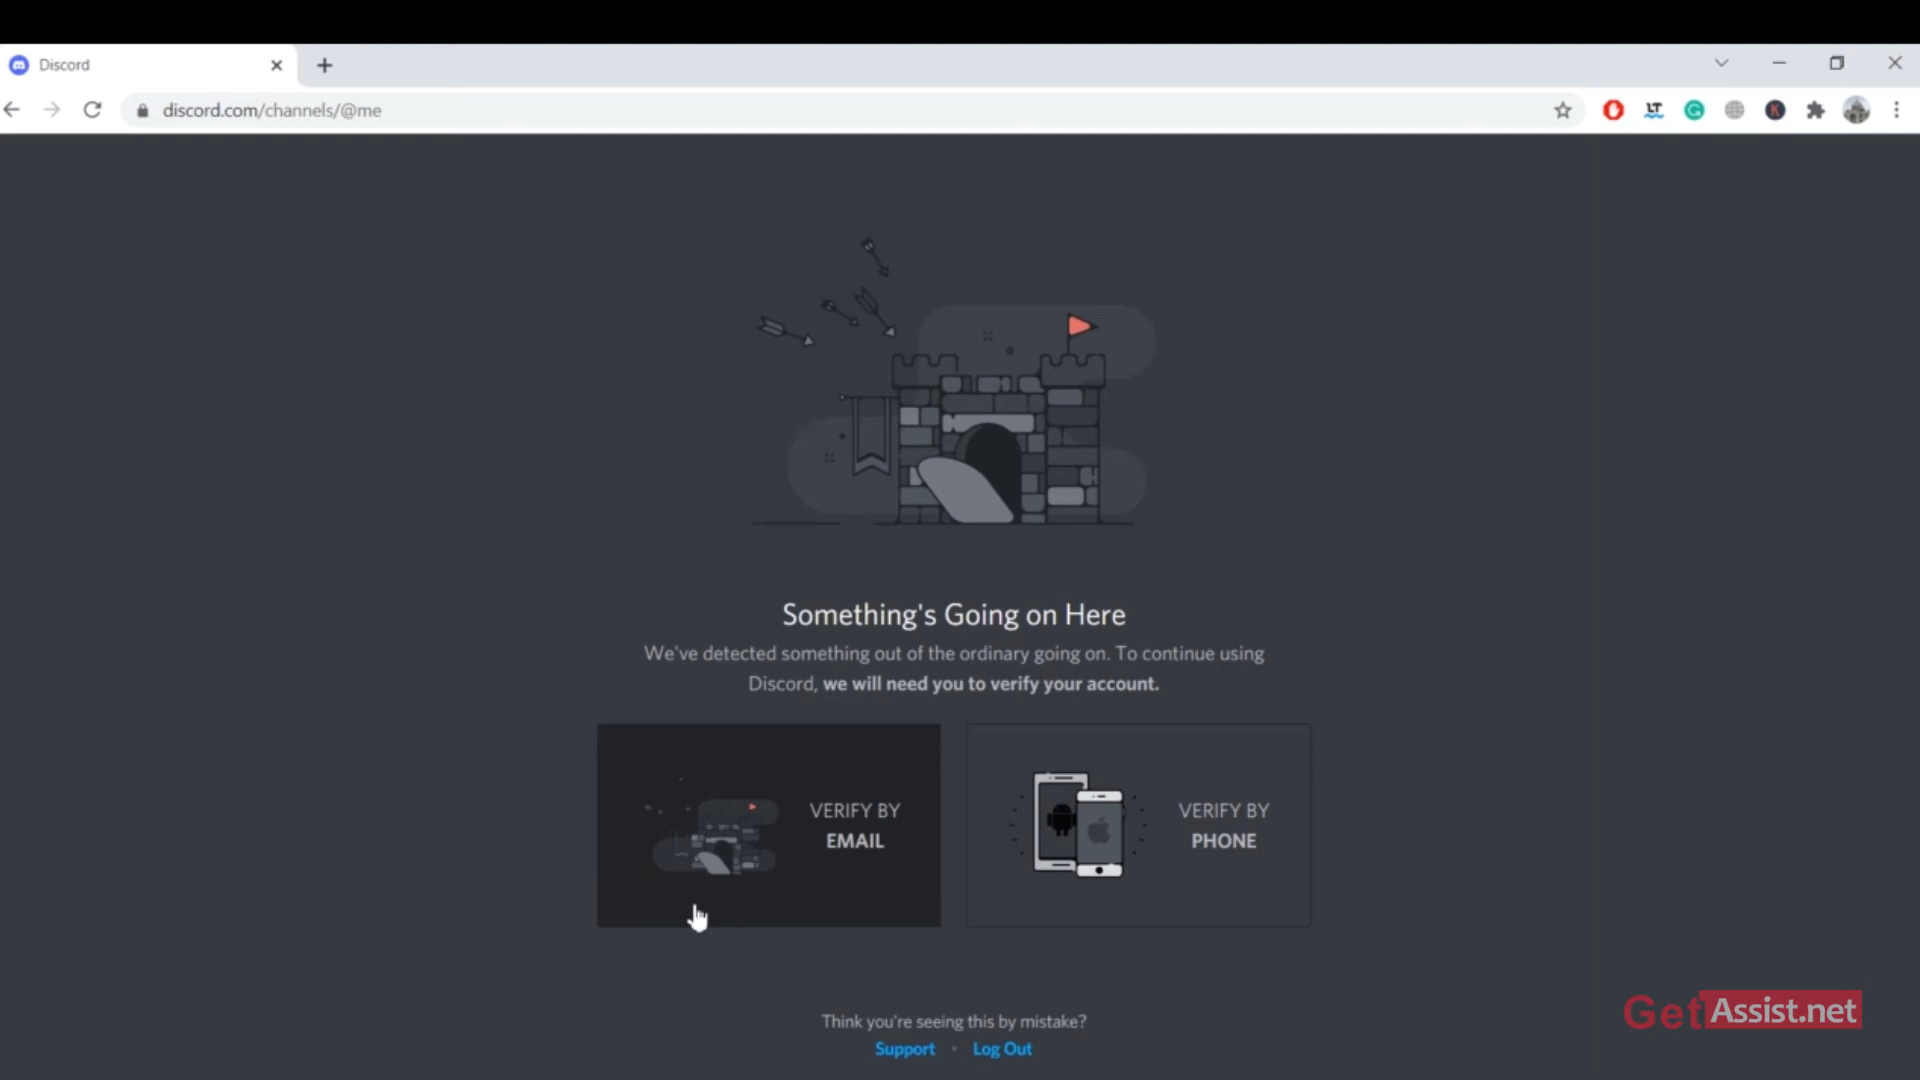 Discord
discord.com/channels/@me
LT
G
K
Something's Going on Here
We've detected something out of the ordinary going on. To continue using
Discord, we will need you to verify your account.
VERIFY BY
EMAIL
VERIFY BY
PHONE
Think you're seeing this by mistake?
Support • Log Out
GetAssist.net